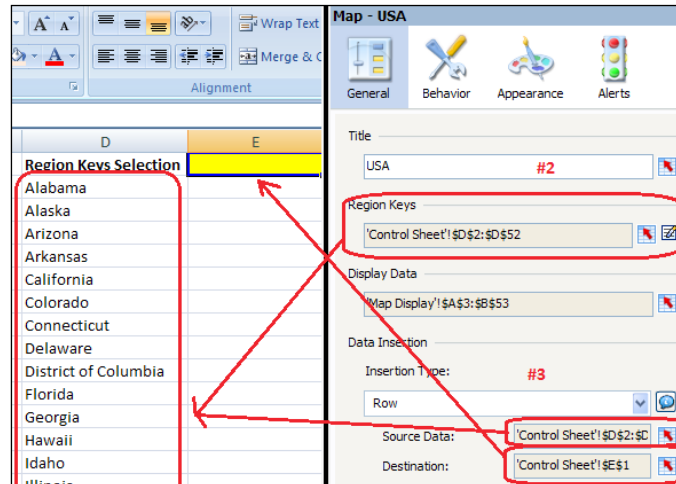 A A Wrap Text
A Merge & C
Alignment
D E
Region Keys Selection
Alabama
Alaska
Arizona
Arkansas
California
Colorado
Connecticut
Delaware
District of Columbia
Florida
Georgia
Hawaii
Idaho
Illinois
Map - USA
General Behavior Appearance Alerts
Title
USA #2
Region Keys
'Control Sheet'!$D$2:$D$52
Display Data
'Map Display'!$A$3:$B$53
Data Insertion
Insertion Type: #3
Row
Source Data: 'Control Sheet'!$D$2:$D
Destination: 'Control Sheet'!$E$1